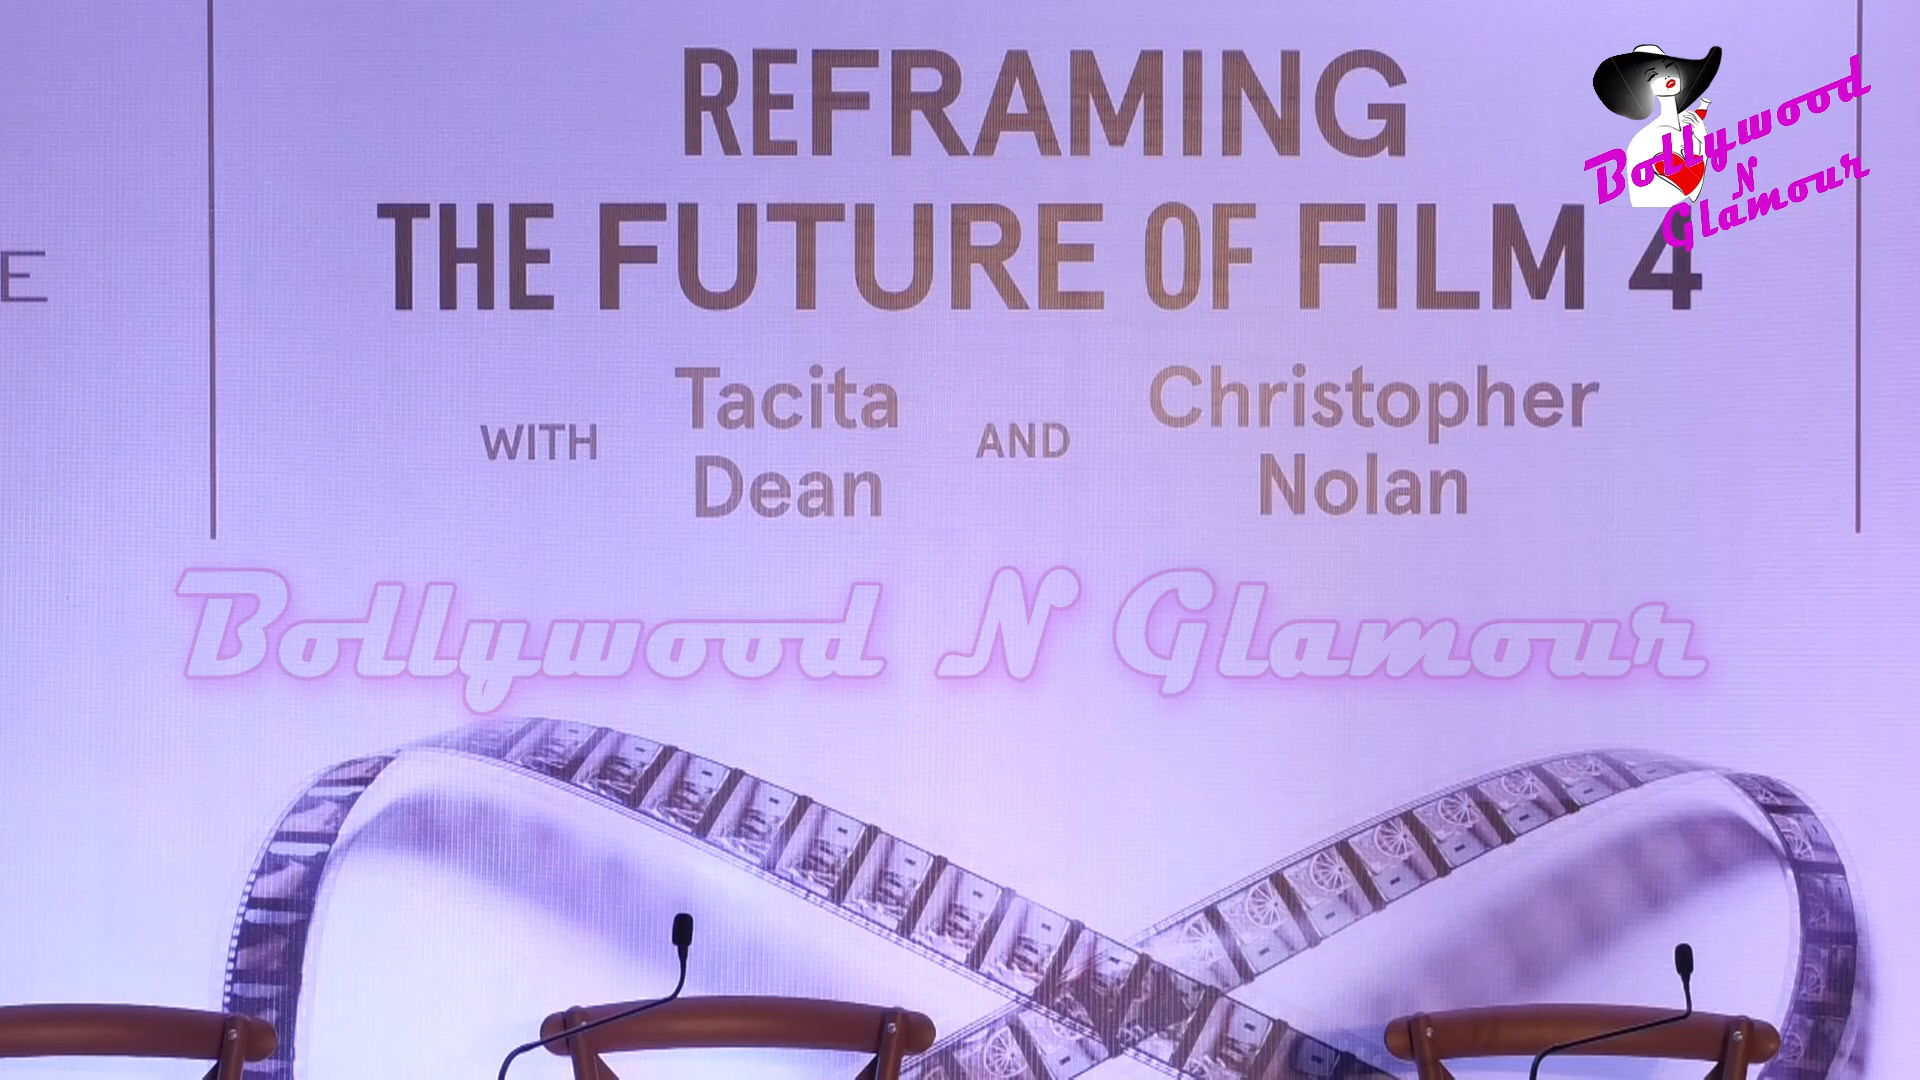 REFRAMING
THE FUTURE OF FILM 4
WITH Tacita Dean AND Christopher Nolan
E
Bollywood
N
Glamour
Bollywood N Glamour